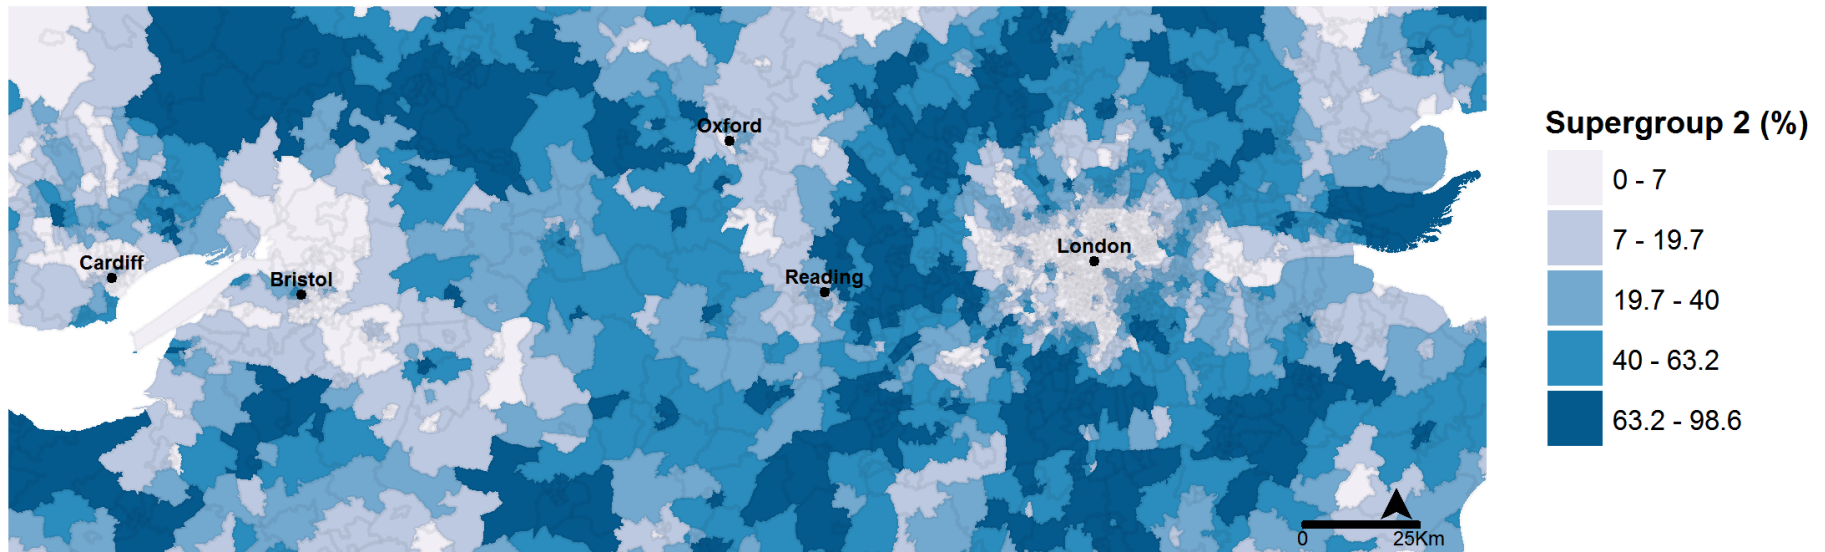 Oxford
Cardiff
Bristol
Reading
London
0 25Km
Supergroup 2 (%)
0 - 7
7 - 19.7
19.7 - 40
40 - 63.2
63.2 - 98.6